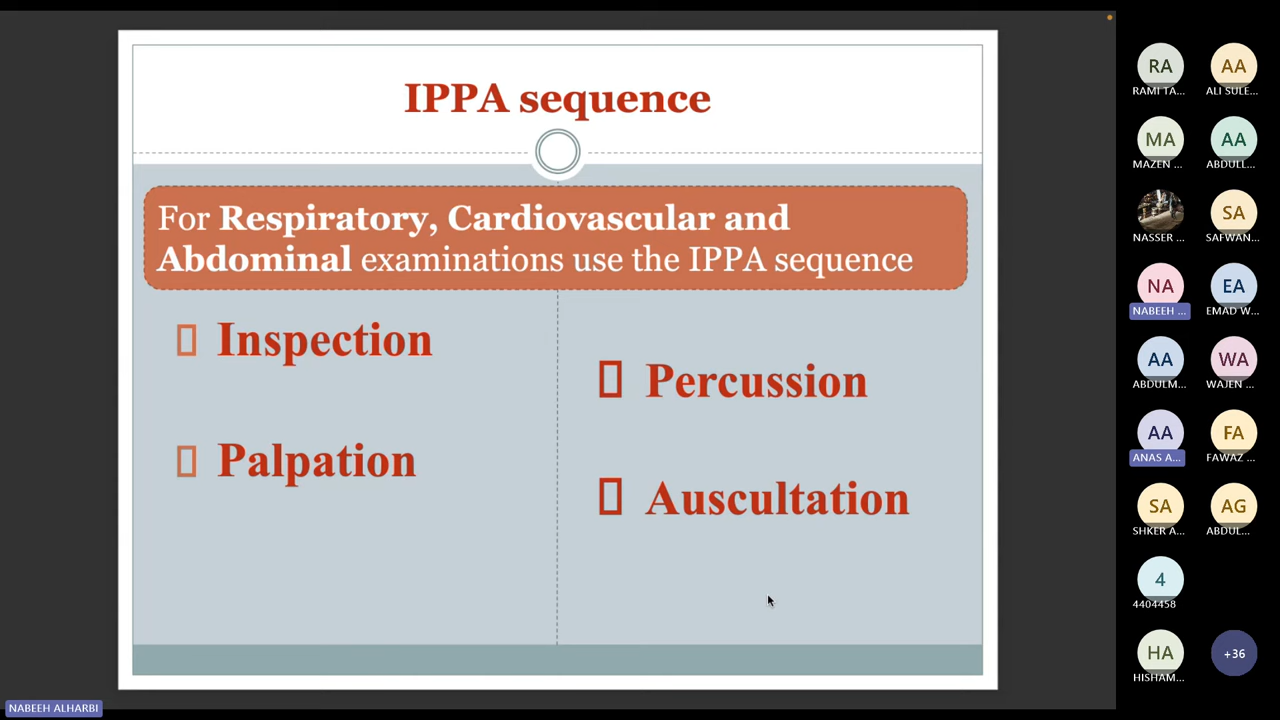 IPPA sequence
For Respiratory, Cardiovascular and
Abdominal examinations use the IPPA sequence
Inspection
Palpation
Percussion
Auscultation
RA
RAMI TA...
AA
ALI SULE...
MA
MAZEN ...
AA
ABDULL...
NASSER ...
SA
SAFWAN...
NA
NABEEH ...
EA
EMAD W...
AA
ABDULM...
WA
WAJEN ...
AA
ANAS A...
FA
FAWAZ ...
SA
SHKER A...
AG
ABDUL...
4
4404458
HA
HISHAM...
+36
NABEEH ALHARBI